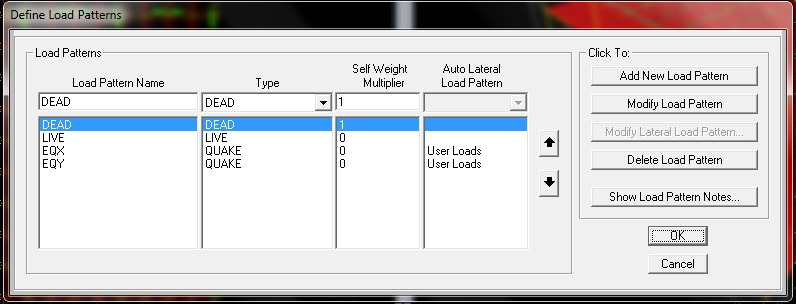 Define Load Patterns
Load Patterns
Click To:
Load Pattern Name
Type
Self Weight
Multiplier
Auto Lateral
Load Pattern
DEAD DEAD 1
DEAD DEAD 1
LIVE LIVE 0
EQX QUAKE 0 User Loads
EQY QUAKE 0 User Loads
Add New Load Pattern
Modify Load Pattern
Modify Lateral Load Pattern...
Delete Load Pattern
Show Load Pattern Notes...
OK
Cancel